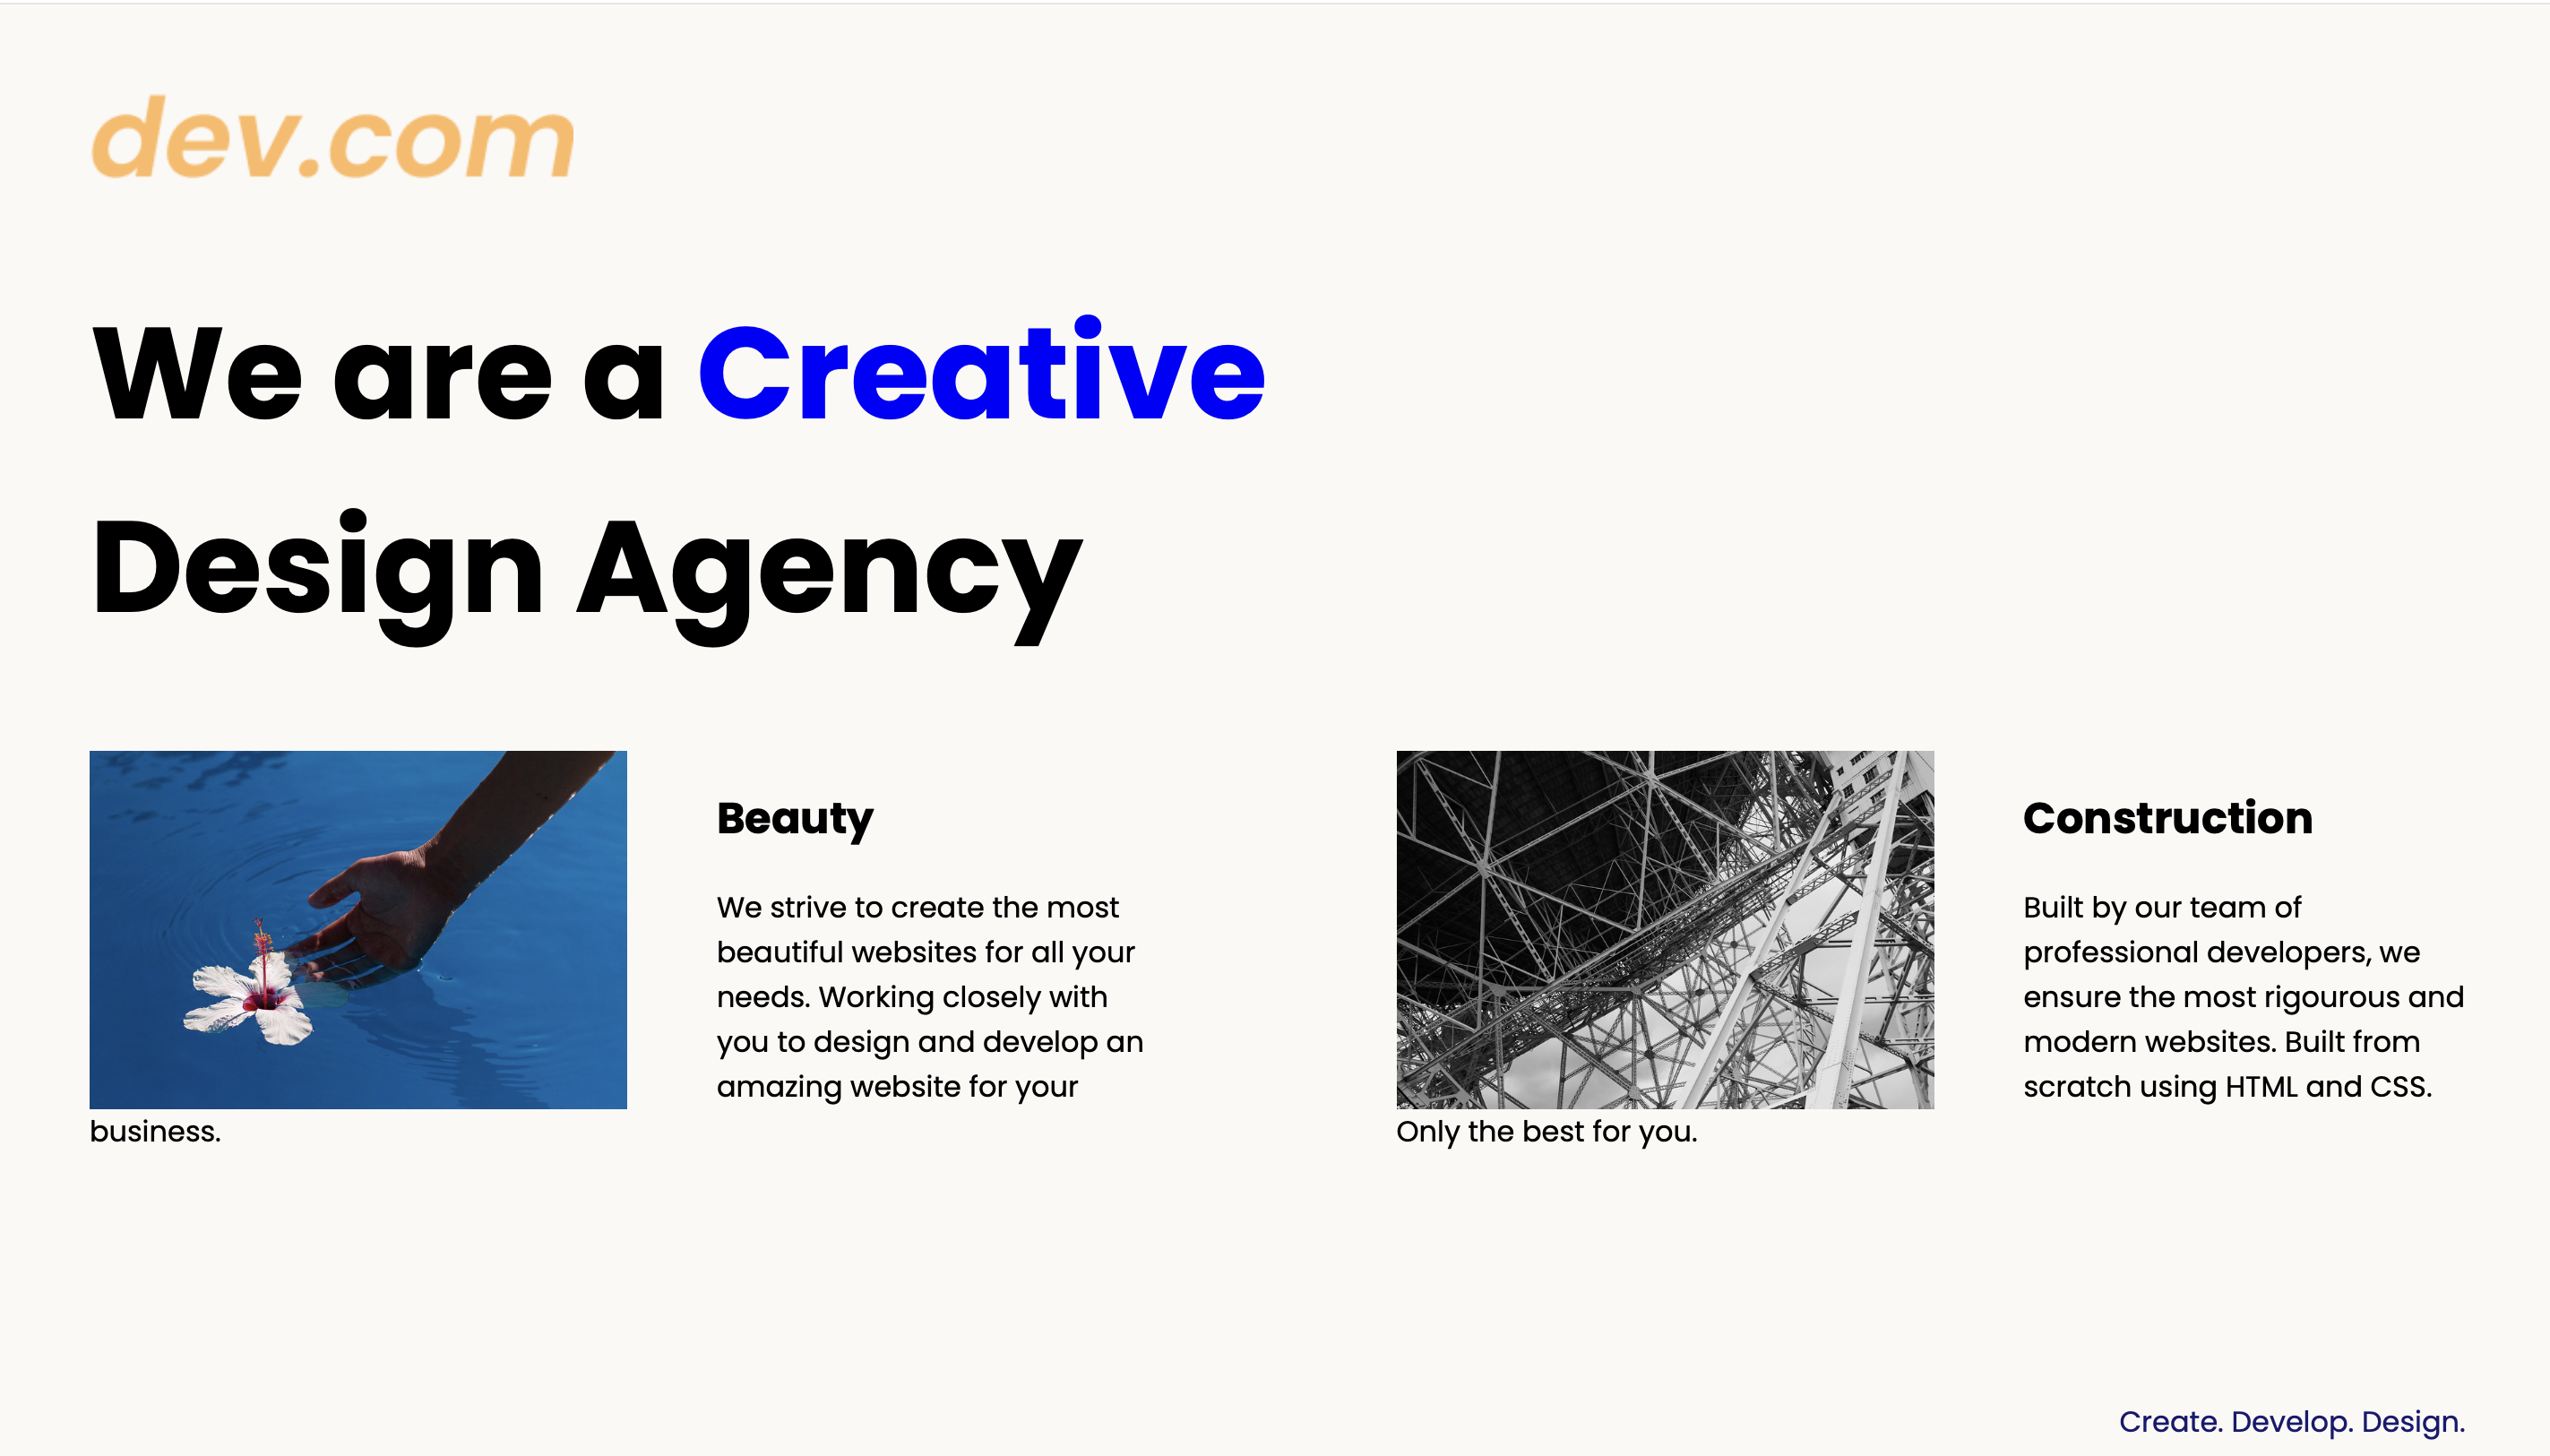 dev.com
We are a Creative
Design Agency
Beauty
We strive to create the most
beautiful websites for all your
needs. Working closely with
you to design and develop an
amazing website for your
business.
Construction
Built by our team of
professional developers, we
ensure the most rigourous and
modern websites. Built from
scratch using HTML and CSS.
Only the best for you.
Create. Develop. Design.